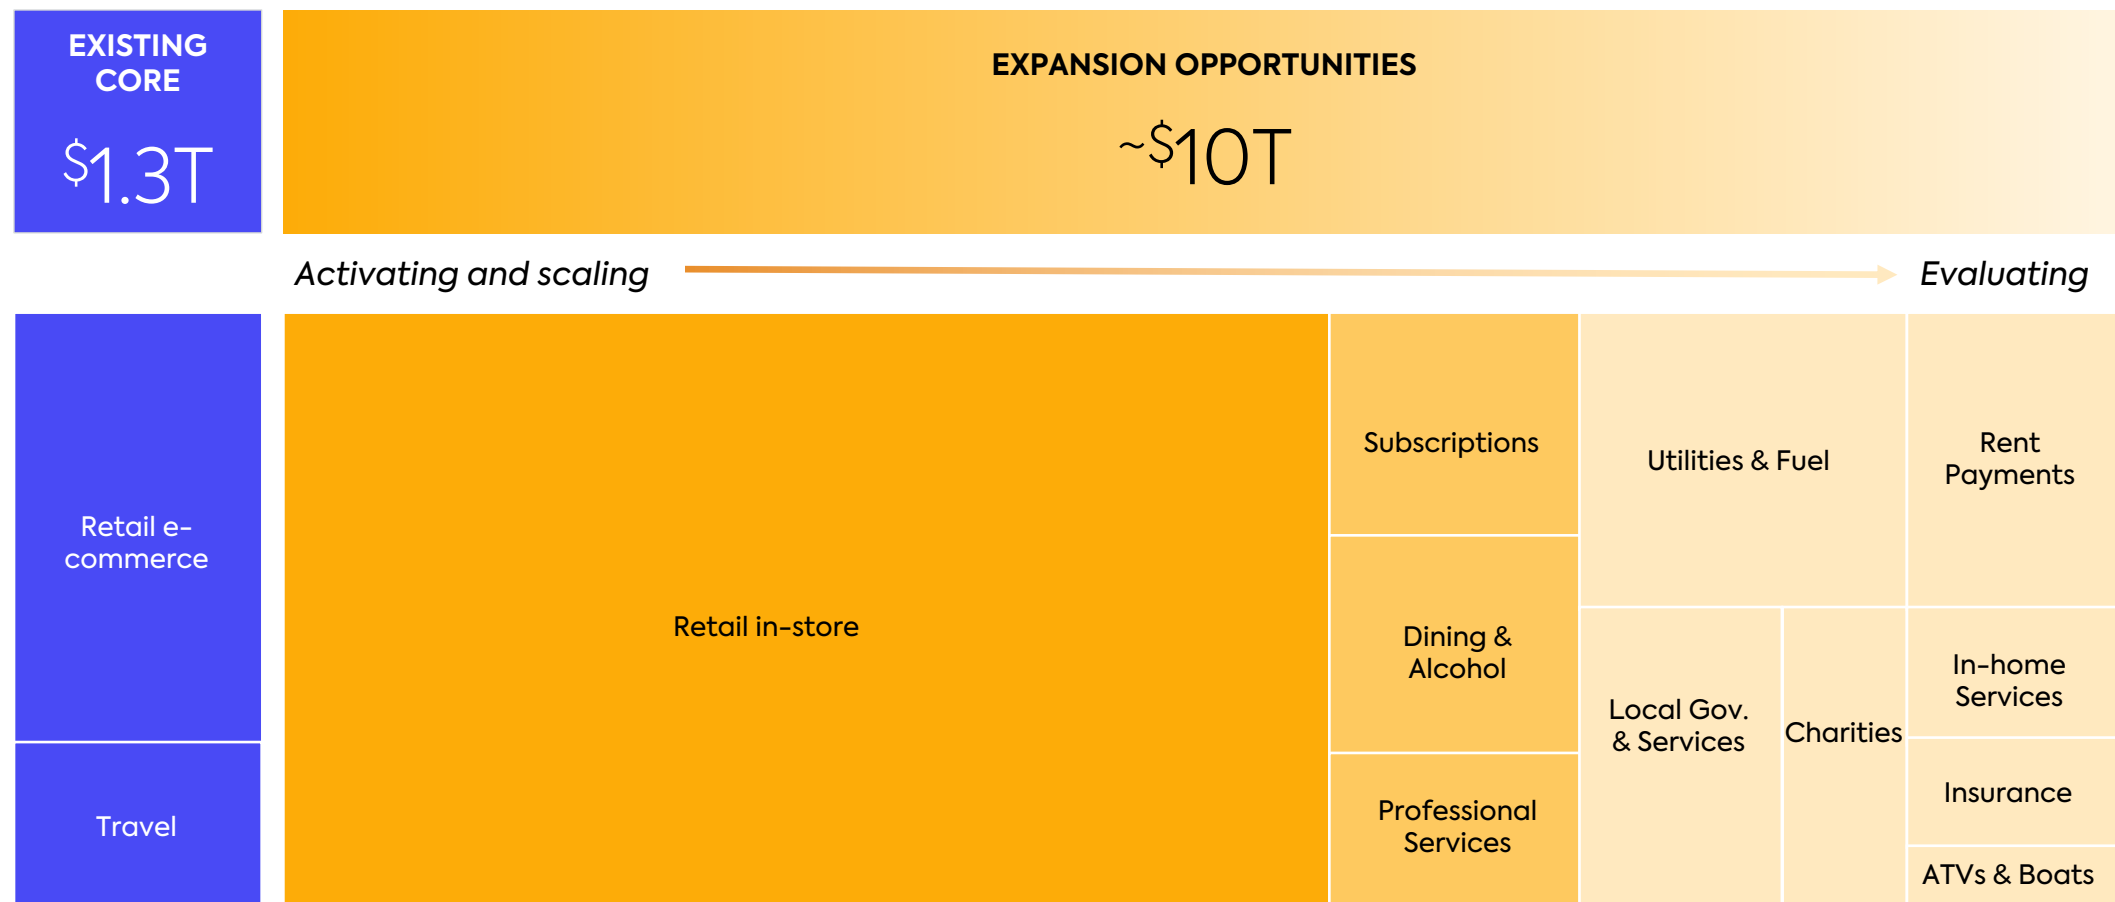 EXISTING
CORE
$1.3T
EXPANSION OPPORTUNITIES
~$10T
Activating and scaling
Evaluating
Retail e-
commerce
Travel
Retail in-store
Subscriptions
Dining &
Alcohol
Professional
Services
Utilities & Fuel
Local Gov.
& Services
Charities
Rent
Payments
In-home
Services
Insurance
ATVs & Boats